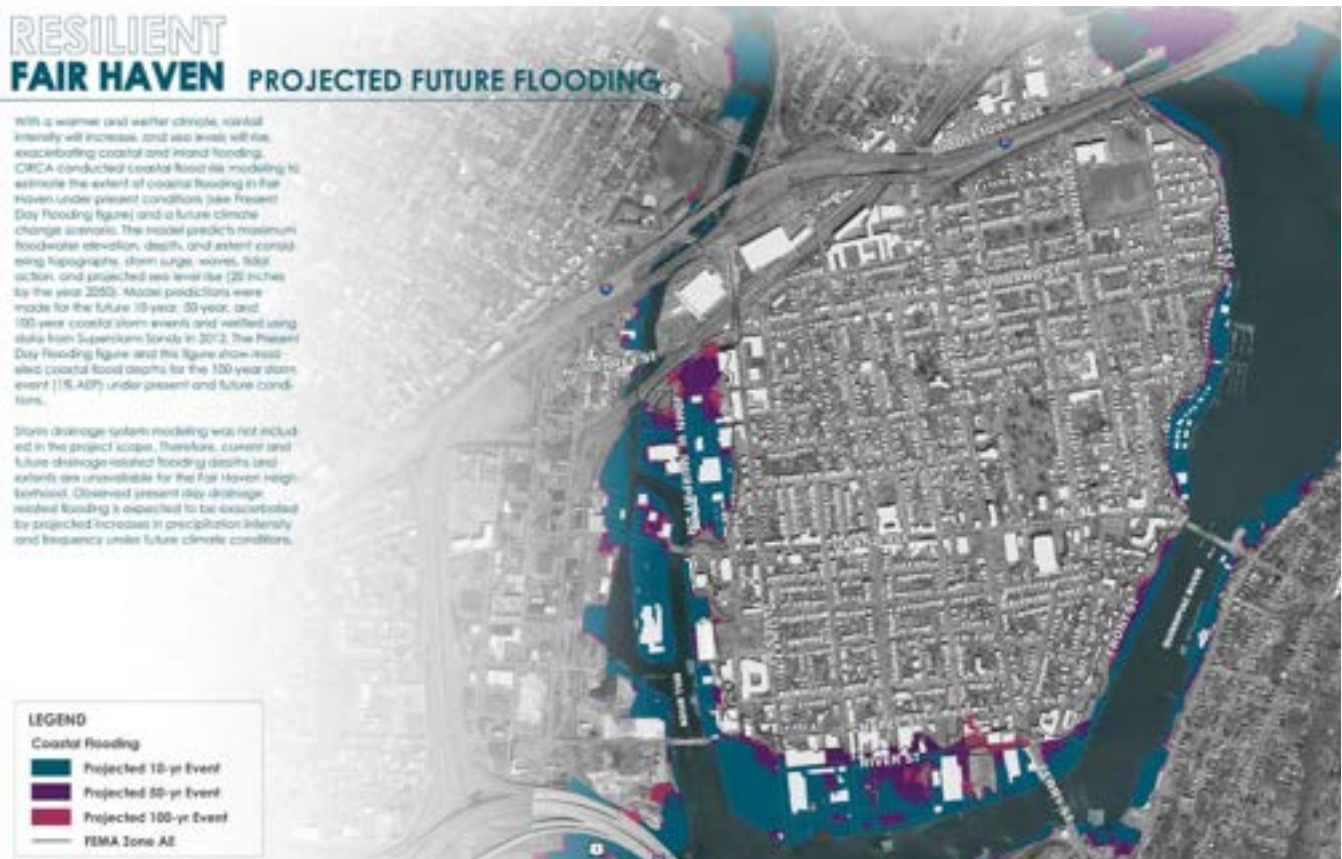 RESILIENT
FAIR HAVEN PROJECTED FUTURE FLOODING
With a warmer and wetter climate, rainfall
intensity will increase, and sea levels will rise,
exacerbating coastal and inland flooding.
CIRCA conducted coastal flood risk modeling to
estimate the extent of coastal flooding in Fair
Haven under present conditions (see Present
Day Flooding figure) and a future climate
change scenario. The model predicts maximum
floodwater elevation, depth, and extent consid-
ering topography, storm surge, waves, tidal
action, and projected sea level rise (20 inches
by the year 2050). Model predictions were
made for the future 10-year, 50-year, and
100-year coastal storm events and verified using
data from Superstorm Sandy in 2012. The Present
Day Flooding figure and this figure show mod-
eled coastal flood depths for the 100-year storm
event (1% AEP) under present and future condi-
tions.
Storm drainage system modeling was not includ-
ed in the project scope. Therefore, current and
future drainage-related flooding depths and
extents are unavailable for the Fair Haven neigh-
borhood. Observed present day drainage
related flooding is expected to be exacerbated
by projected increases in precipitation intensity
and frequency under future climate conditions.
FRONT ST
QUINNIPIAC RIVER
MILL RIVER
RIVER ST
LEGEND
Coastal Flooding
Projected 10-yr Event
Projected 50-yr Event
Projected 100-yr Event
FEMA Zone AE